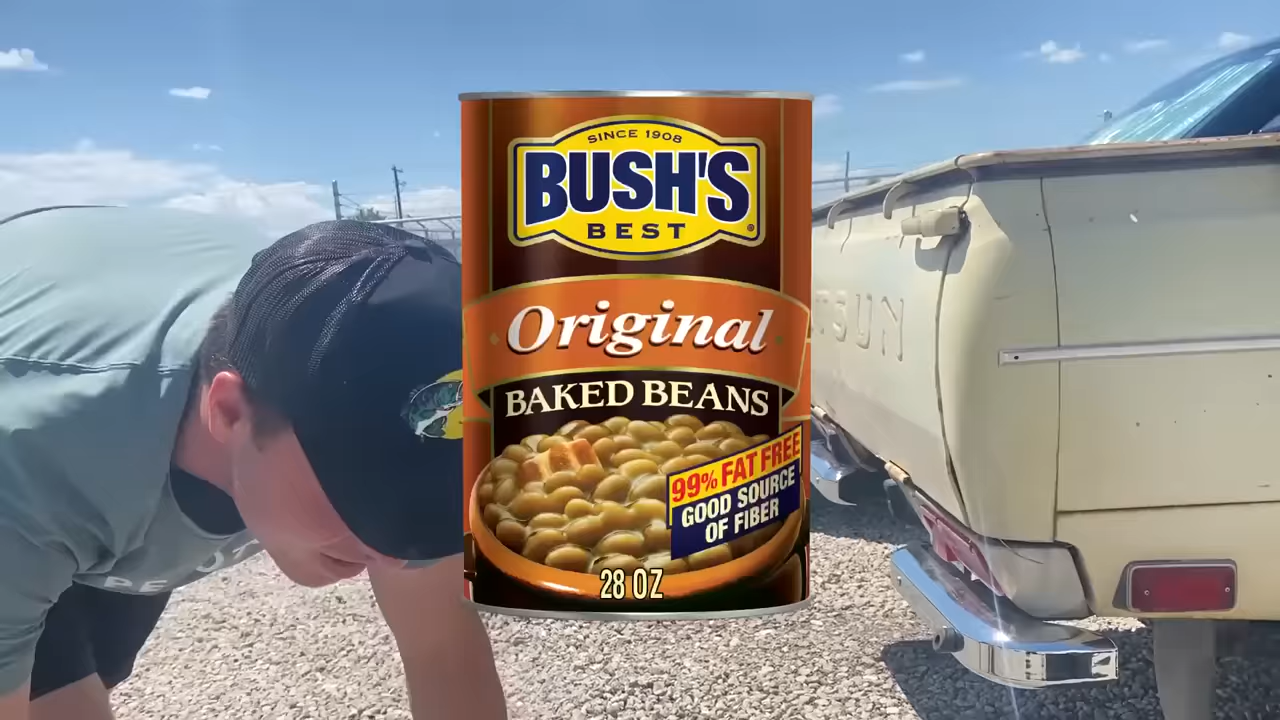 SINCE 1908
BUSH'S
BEST
®
Original
BAKED BEANS
99% FAT FREE
GOOD SOURCE
OF FIBER
28 OZ